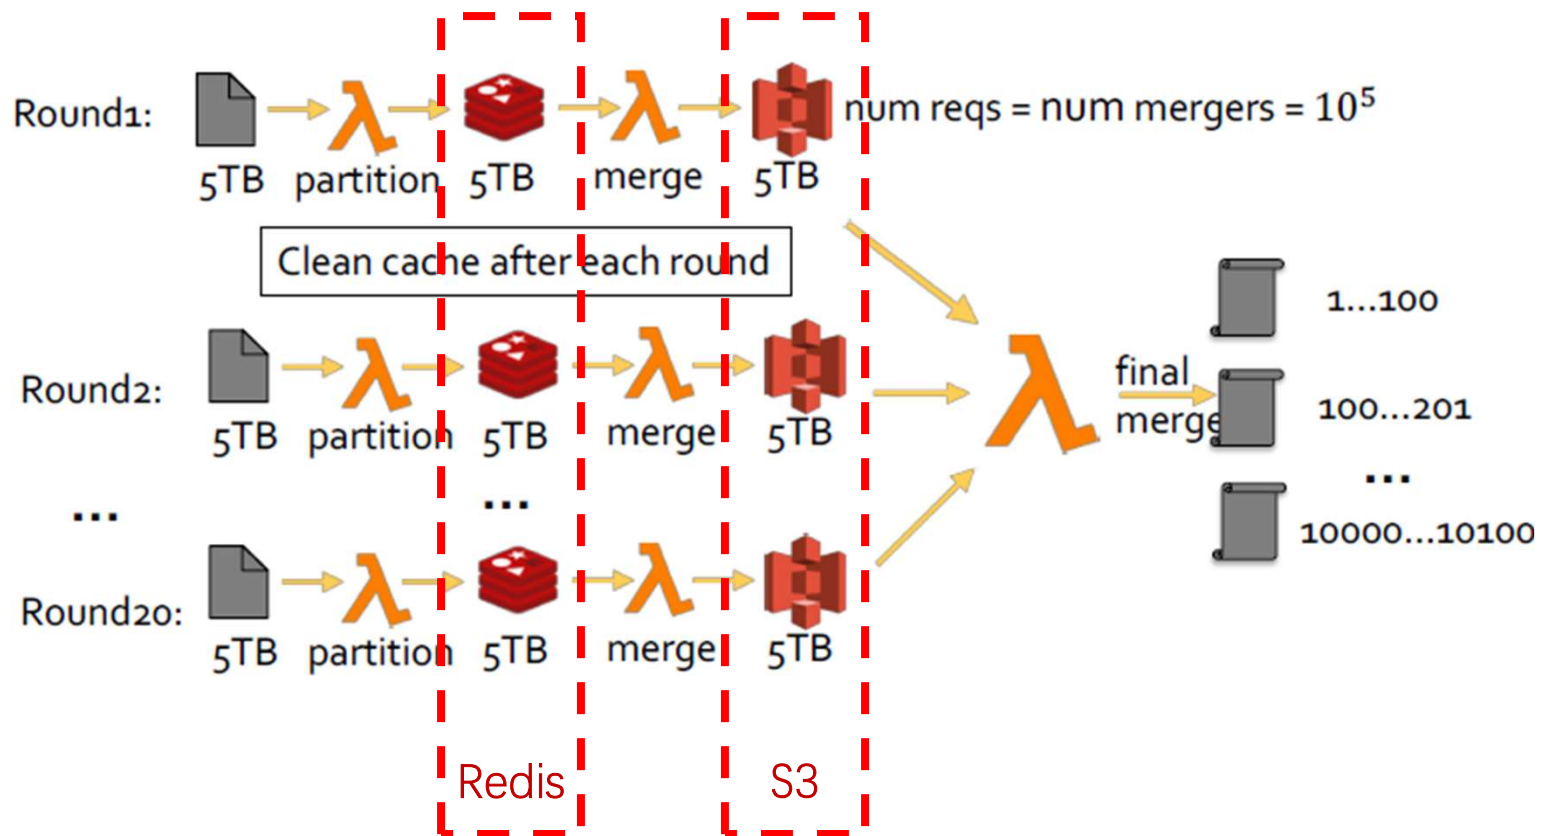 Round1:
5TB
partition
5TB
merge
5TB
num reqs = num mergers = 10⁵
Clean cache after each round
Round2:
5TB
partition
5TB
merge
5TB
...
...
Round20:
5TB
partition
5TB
merge
5TB
final
merge
1...100
100...201
...
10000...10100
Redis
S3